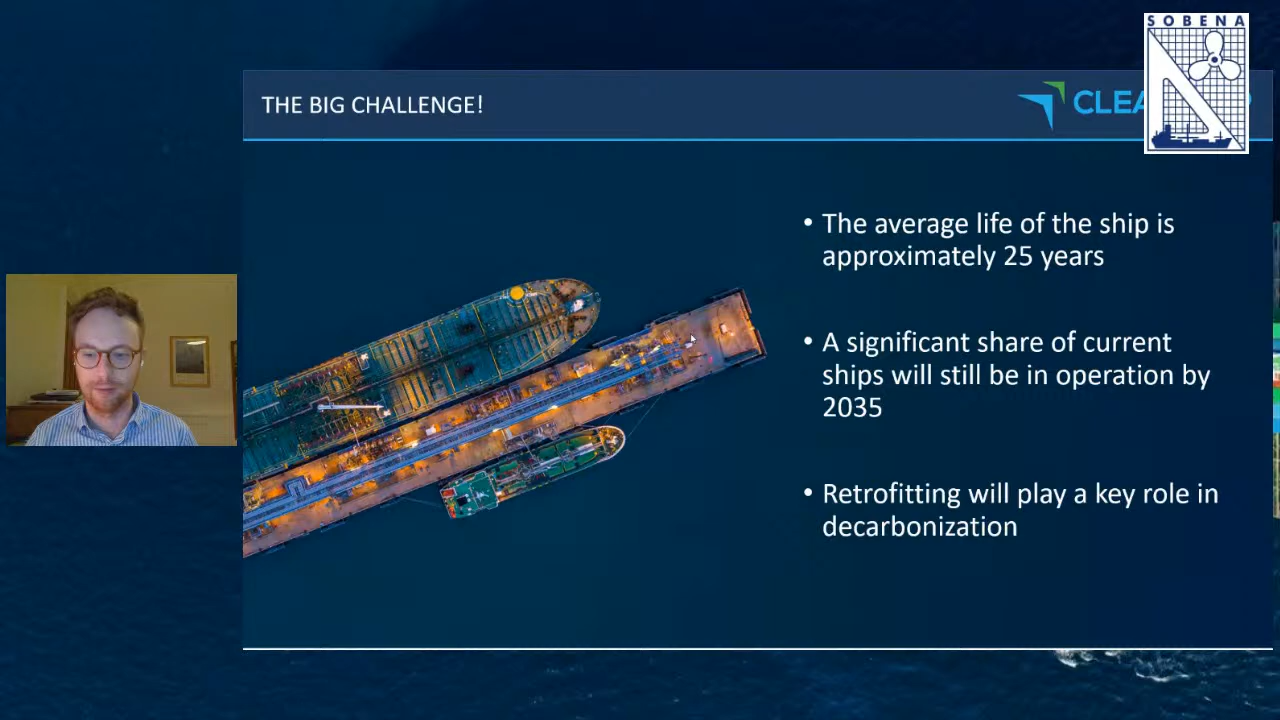 SOBENA
THE BIG CHALLENGE!
• The average life of the ship is
approximately 25 years
• A significant share of current
ships will still be in operation by
2035
• Retrofitting will play a key role in
decarbonization